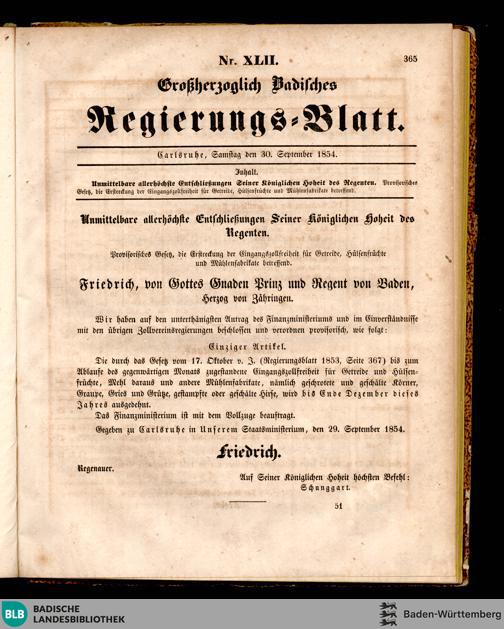 Nr. XLII.
365
Großherzoglich Badisches
Regierungs-Blatt.
Carlsruhe, Samstag den 30. September 1854.
Inhalt.
Unmittelbare allerhöchste Entschließungen Seiner Königlichen Hoheit des Regenten. Provisorisches
Gesetz, die Erstreckung der Eingangszollfreiheit für Getreide, Hülsenfrüchte und Mühlenfabrikate betreffend.
Unmittelbare allerhöchste Entschließungen Seiner Königlichen Hoheit des
Regenten.
Provisorisches Gesetz, die Erstreckung der Eingangszollfreiheit für Getreide, Hülsenfrüchte
und Mühlenfabrikate betreffend.
Friedrich, von Gottes Gnaden Prinz und Regent von Baden,
Herzog von Zähringen.
Wir haben auf den unterthänigsten Antrag des Finanzministeriums und im Einverständnisse
mit den übrigen Zollvereinsregierungen beschlossen und verordnen provisorisch, wie folgt:
Einziger Artikel.
Die durch das Gesetz vom 17. Oktober v. J. (Regierungsblatt 1853, Seite 367) bis zum
Ablaufe des gegenwärtigen Monats zugestandene Eingangszollfreiheit für Getreide und Hülsen-
früchte, Mehl daraus und andere Mühlenfabrikate, nämlich geschrotete und geschälte Körner,
Graupe, Gries und Grütze, gestampfte oder geschälte Hirse, wird bis Ende Dezember dieses
Jahres ausgedehnt.
Das Finanzministerium ist mit dem Vollzuge beauftragt.
Gegeben zu Carlsruhe in Unserem Staatsministerium, den 29. September 1854.
Friedrich.
Regenauer.
Auf Seiner Königlichen Hoheit höchsten Befehl:
Schunggart.
51
BLB
BADISCHE
LANDESBIBLIOTHEK
Baden-Württemberg